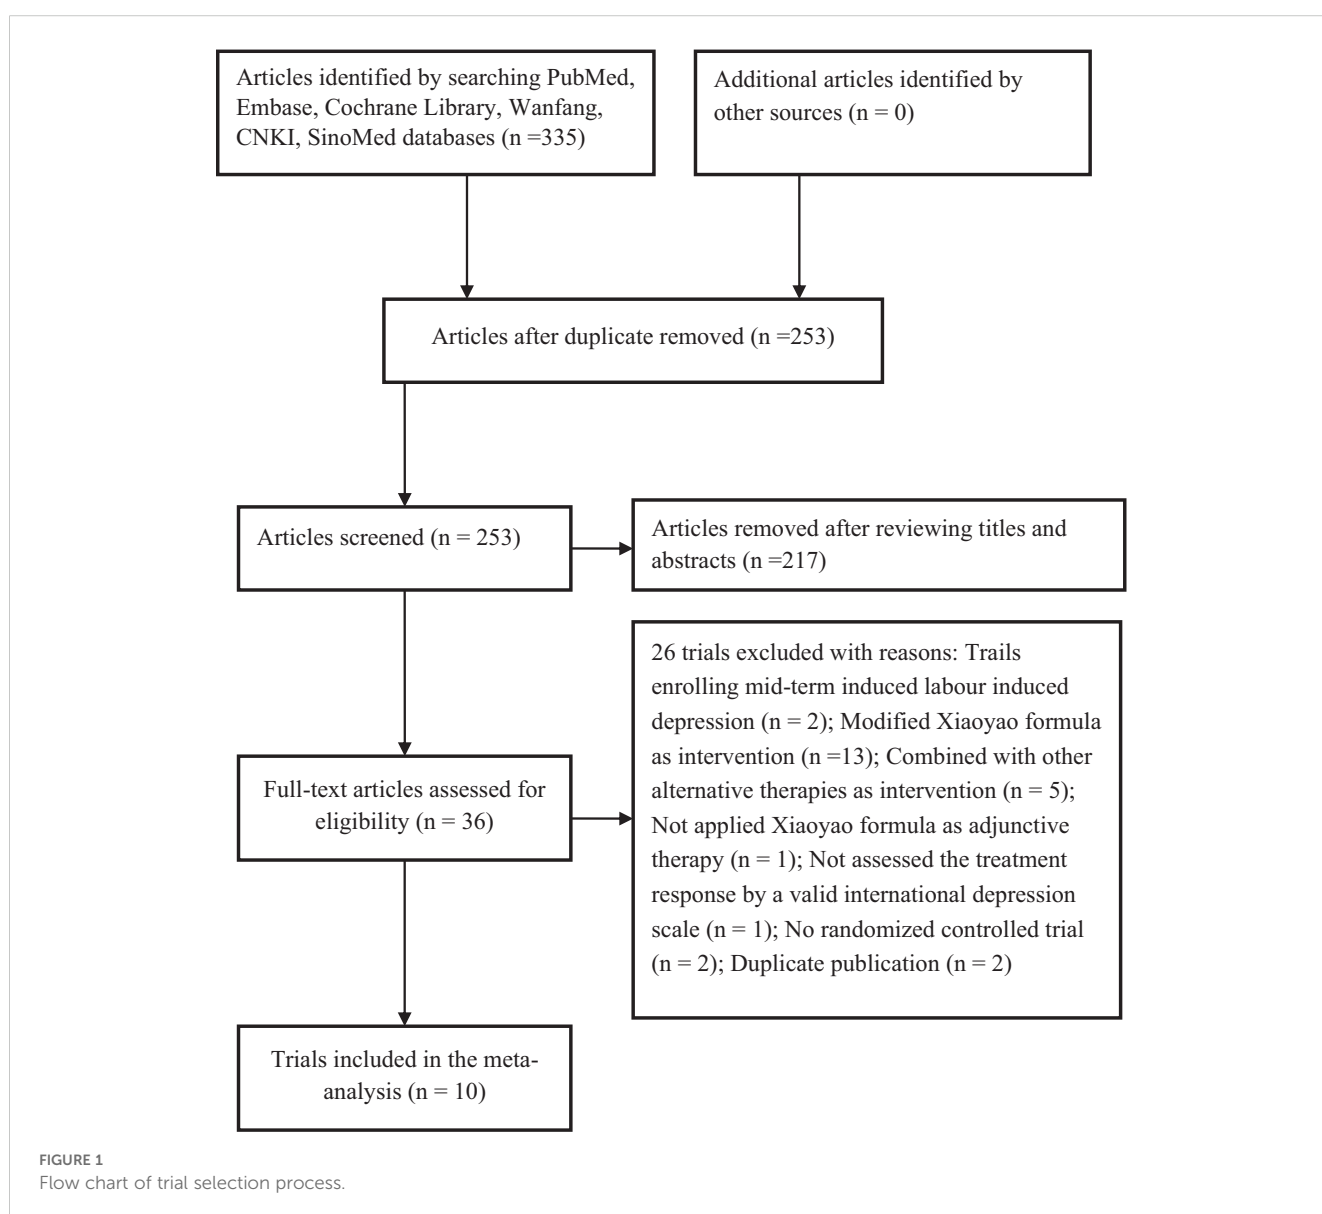 Articles identified by searching PubMed,
Embase, Cochrane Library, Wanfang,
CNKI, SinoMed databases (n =335)
Additional articles identified by
other sources (n = 0)
Articles after duplicate removed (n =253)
Articles screened (n = 253)
Articles removed after reviewing titles and
abstracts (n =217)
Full-text articles assessed for
eligibility (n = 36)
26 trials excluded with reasons: Trails
enrolling mid-term induced labour induced
depression (n = 2); Modified Xiaoyao formula
as intervention (n =13); Combined with other
alternative therapies as intervention (n = 5);
Not applied Xiaoyao formula as adjunctive
therapy (n = 1); Not assessed the treatment
response by a valid international depression
scale (n = 1); No randomized controlled trial
(n = 2); Duplicate publication (n = 2)
Trials included in the meta-
analysis (n = 10)
FIGURE 1
Flow chart of trial selection process.